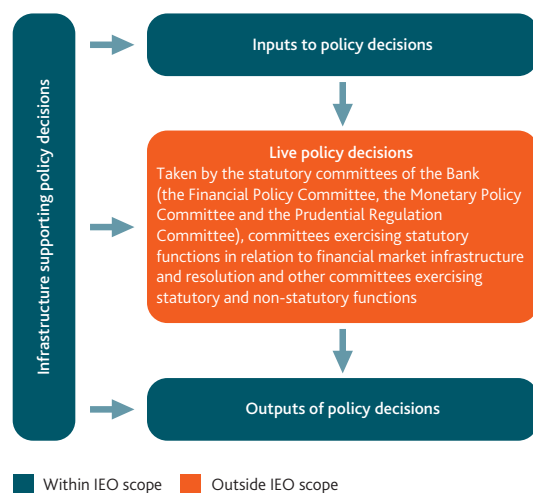 Infrastructure supporting policy decisions
Inputs to policy decisions
Live policy decisions
Taken by the statutory committees of the Bank
(the Financial Policy Committee, the Monetary Policy
Committee and the Prudential Regulation
Committee), committees exercising statutory
functions in relation to financial market infrastructure
and resolution and other committees exercising
statutory and non-statutory functions
Outputs of policy decisions
Within IEO scope
Outside IEO scope